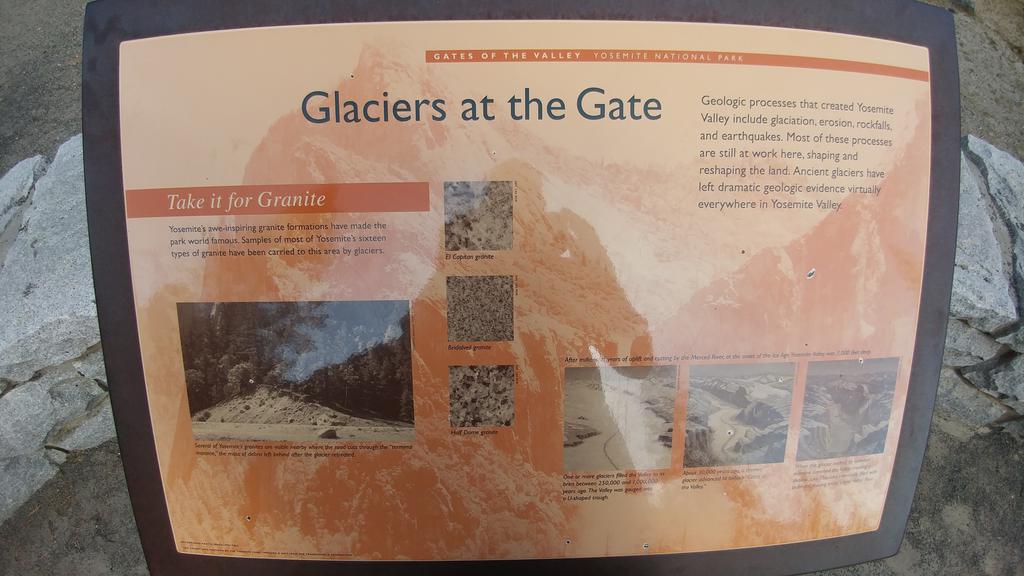 GATES OF THE VALLEY YOSEMITE NATIONAL PARK
Glaciers at the Gate
Geologic processes that created Yosemite
Valley include glaciation, erosion, rockfalls,
and earthquakes. Most of these processes
are still at work here, shaping and
reshaping the land. Ancient glaciers have
left dramatic geologic evidence virtually
everywhere in Yosemite Valley.
Take it for Granite
Yosemite's awe-inspiring granite formations have made the
park world famous. Samples of most of Yosemite's sixteen
types of granite have been carried to this area by glaciers.
El Capitan granite
Bridalveil granite
Half Dome granite
Several of Yosemite's granites are visible nearby where the road cuts through the "terminal
moraine," the mass of debris left behind after the glacier retreated.
After millions of years of uplift and cutting by the Merced River, at the onset of the Ice Age Yosemite Valley was 3,000 feet deep.
One or more glaciers filled the Valley to its
brim between 250,000 and 1,000,000
years ago. The Valley was gouged into
a U-shaped trough.
About 30,000 years ago a
glacier advanced to
the Valley."
When the glacier